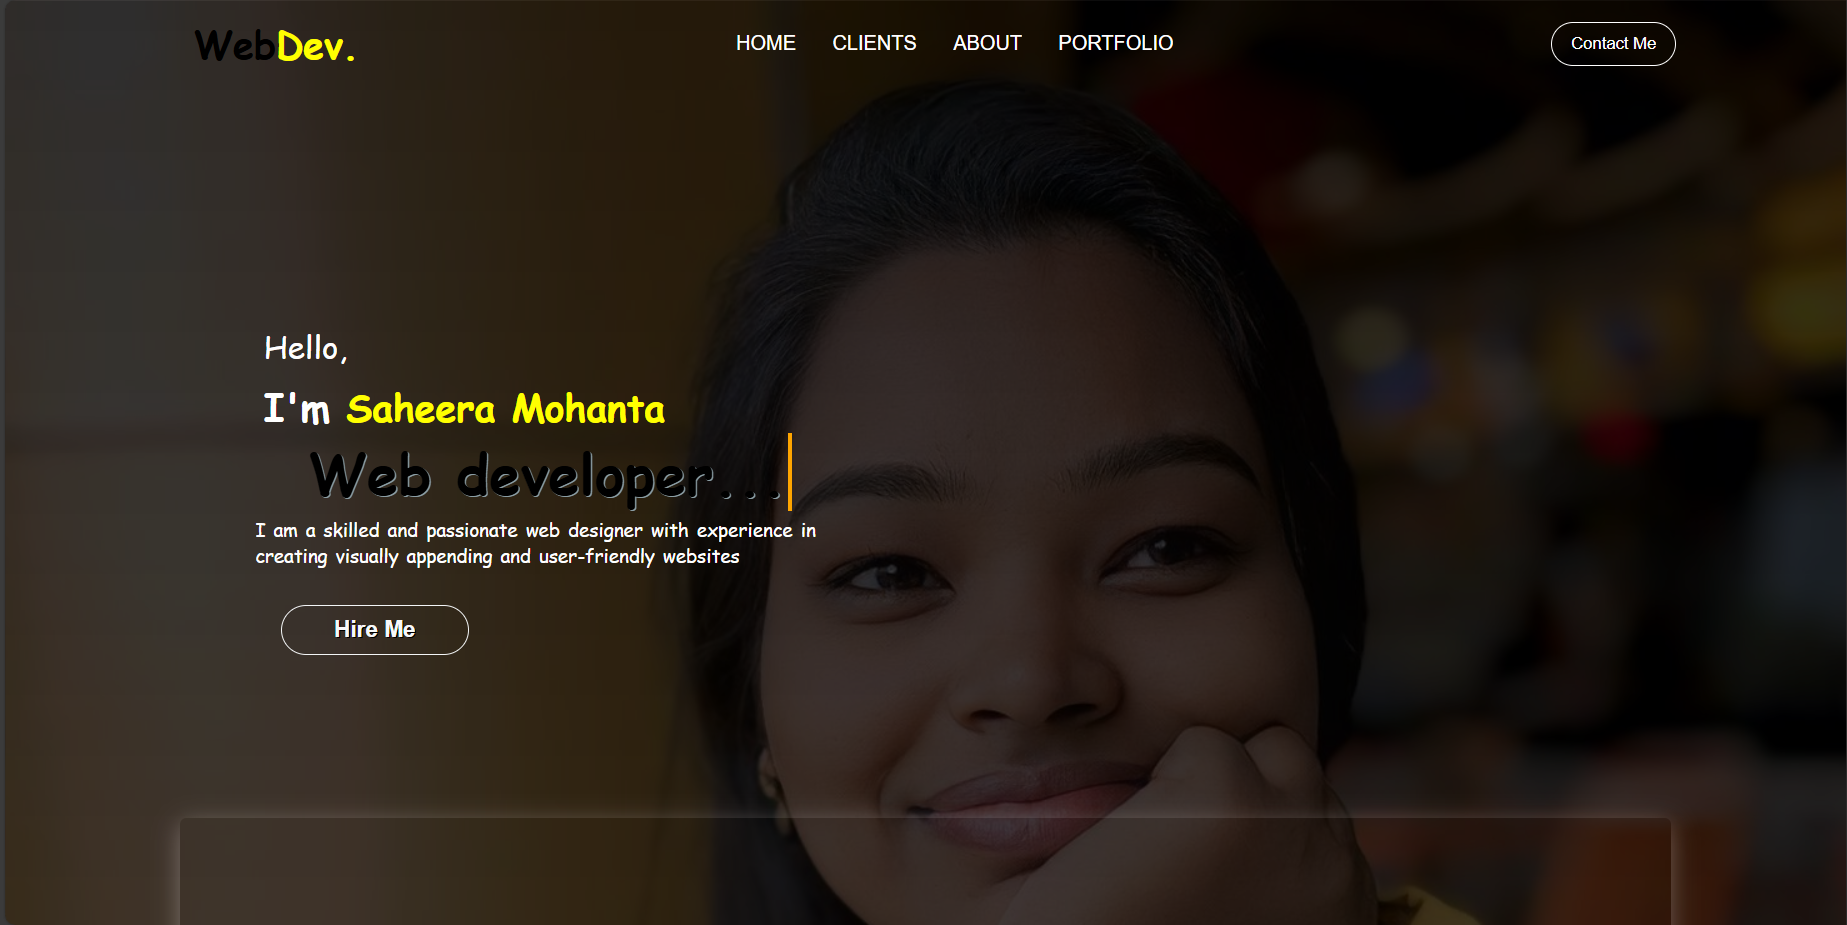 WebDev.
HOME CLIENTS ABOUT PORTFOLIO
Contact Me
Hello,
I'm Saheera Mohanta
Web developer...
I am a skilled and passionate web designer with experience in
creating visually appending and user-friendly websites
Hire Me